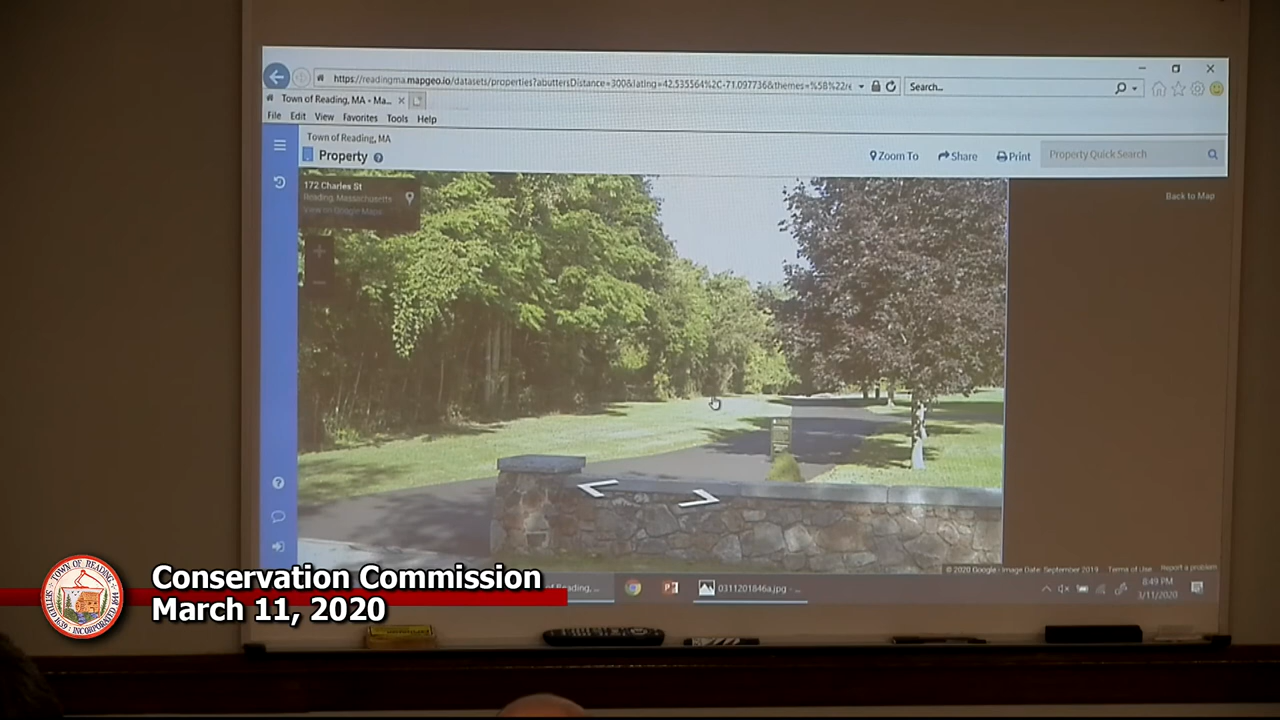 https://readingma.mapgeo.io/datasets/properties?abuttersDistance=300&latlng=42.535564%2C-71.097736&themes=%5B%22re
Search...
Town of Reading, MA - Ma...
File Edit View Favorites Tools Help
Town of Reading, MA
Property
Zoom To Share Print Property Quick Search
172 Charles St
Reading, Massachusetts
View on Google Maps
Back to Map
© 2020 Google - Image Date: September 2019 Terms of Use Report a problem
ading,...
0311201846a.jpg - ...
8:49 PM
3/11/2020
TOWN OF READING
SETTLED 1639 INCORPORATED 1644
Conservation Commission
March 11, 2020